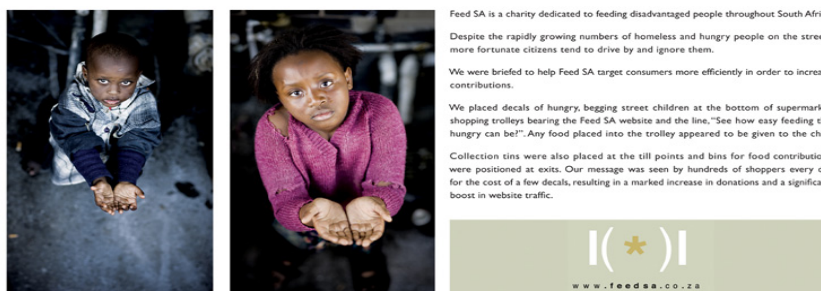 Feed SA is a charity dedicated to feeding disadvantaged people throughout South
Despite the rapidly growing numbers of homeless and hungry people on the
more fortunate citizens tend to drive by and ignore them.
We were briefed to help Feed SA target consumers more efficiently in order to
contributions.
We placed decals of hungry, begging street children at the bottom of
shopping trolleys bearing the Feed SA website and the line, “See how easy feeding
hungry can be?”. Any food placed into the trolley appeared to be given to the
Collection tins were also placed at the till points and bins for food
were positioned at exits. Our message was seen by hundreds of shoppers every
for the cost of a few decals, resulting in a marked increase in donations and a
boost in website traffic.
www.feedsa.co.za